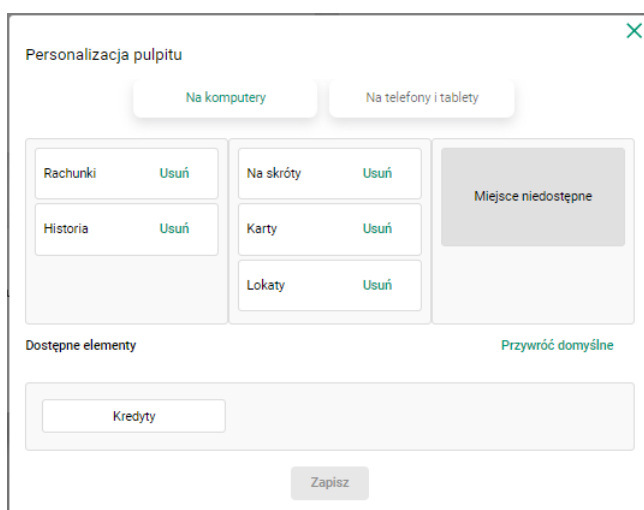 Personalizacja pulpitu
Na komputery
Na telefony i tablety
Rachunki Usuń
Historia Usuń
Na skróty Usuń
Karty Usuń
Lokaty Usuń
Miejsce niedostępne
Dostępne elementy
Przywróć domyślne
Kredyty
Zapisz